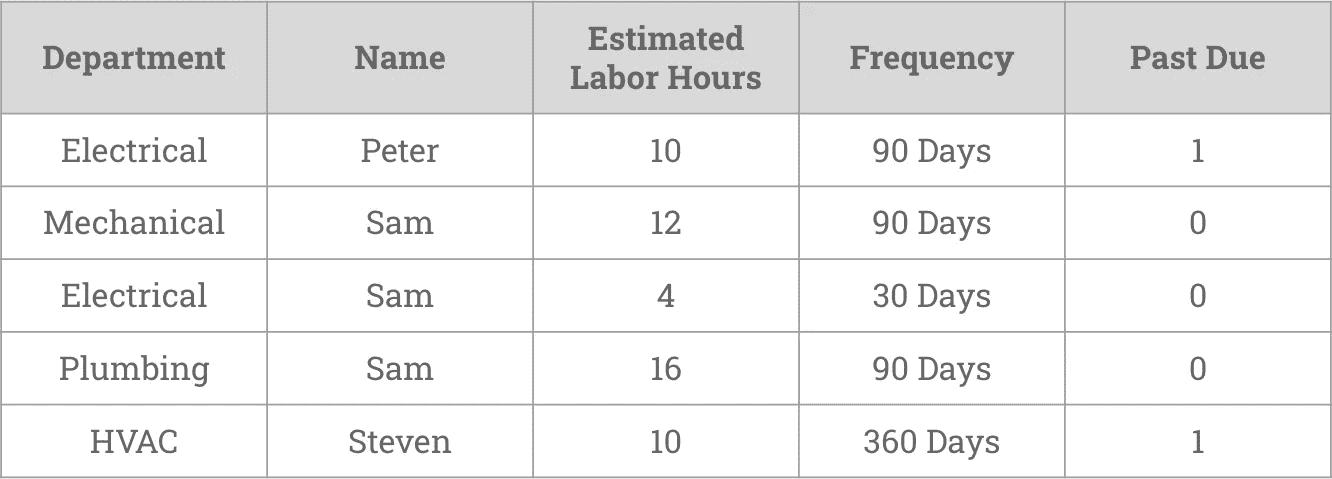 Department Name Estimated Labor Hours Frequency Past Due
Electrical Peter 10 90 Days 1
Mechanical Sam 12 90 Days 0
Electrical Sam 4 30 Days 0
Plumbing Sam 16 90 Days 0
HVAC Steven 10 360 Days 1